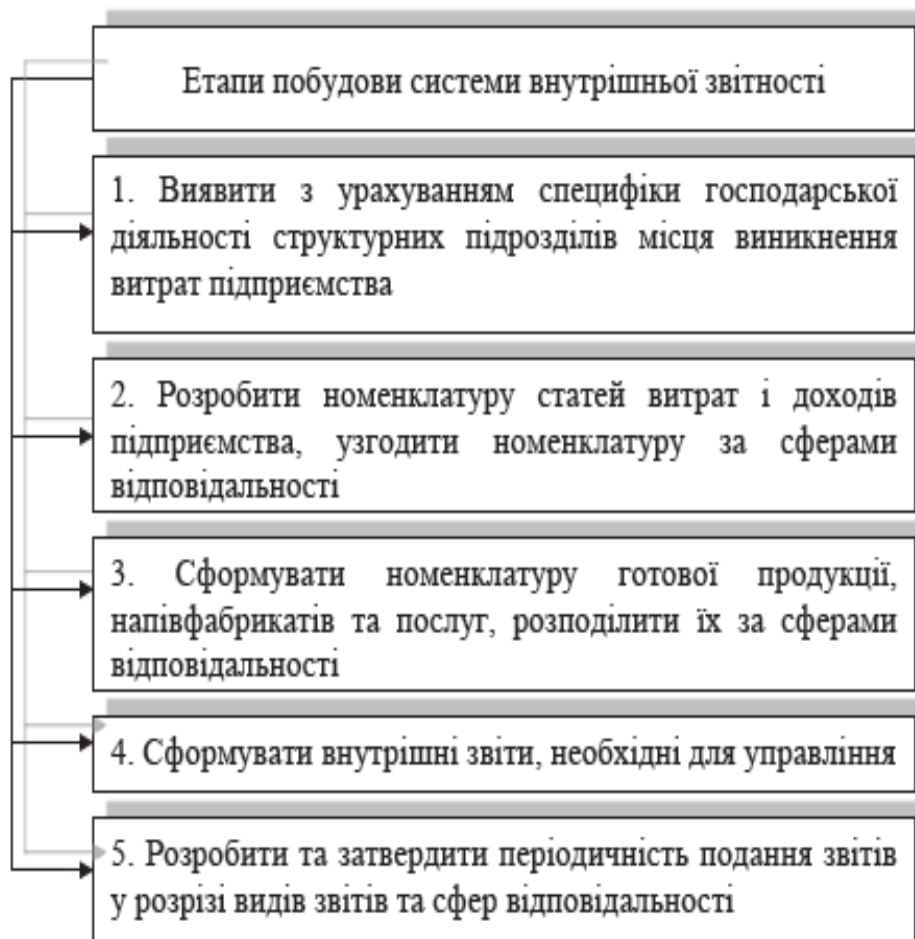 Етапи побудови системи внутрішньої звітності
1. Виявити з урахуванням специфіки господарської
діяльності структурних підрозділів місця виникнення
витрат підприємства
2. Розробити номенклатуру статей витрат і доходів
підприємства, узгодити номенклатуру за сферами
відповідальності
3. Сформувати номенклатуру готової продукції,
напівфабрикатів та послуг, розподілити їх за сферами
відповідальності
4. Сформувати внутрішні звіти, необхідні для управління
5. Розробити та затвердити періодичність подання звітів
у розрізі видів звітів та сфер відповідальності